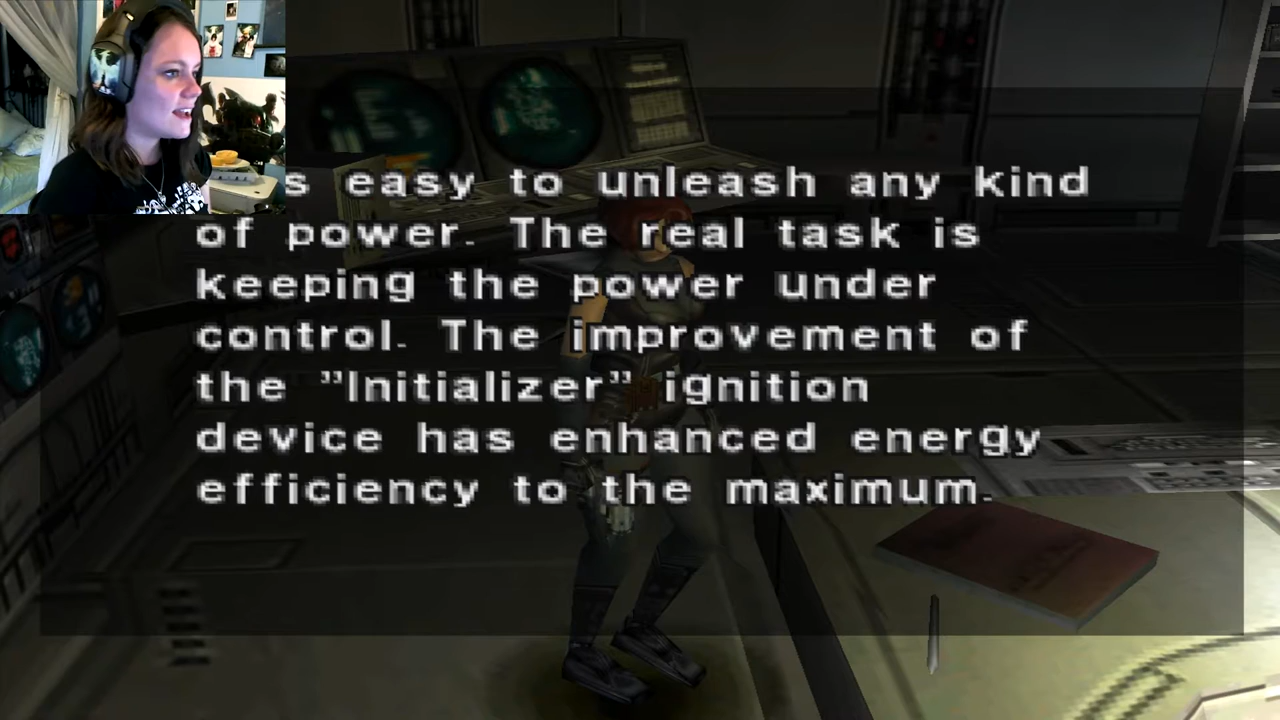 s easy to unleash any kind
of power. The real task is
keeping the power under
control. The improvement of
the "Initializer" ignition
device has enhanced energy
efficiency to the maximum.